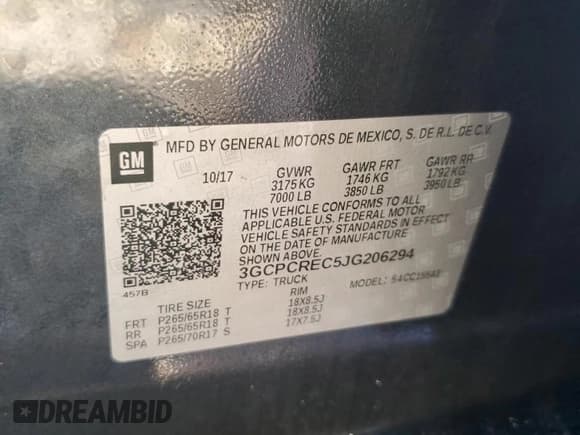 GM
MFD BY GENERAL MOTORS DE MEXICO, S. DE R.L. DE C.V.
10/17 GVWR GAWR FRT GAWR RR
3175 KG 1746 KG 1792 KG
7000 LB 3850 LB 3950 LB
THIS VEHICLE CONFORMS TO ALL
APPLICABLE U.S. FEDERAL MOTOR
VEHICLE SAFETY STANDARDS IN EFFECT
ON THE DATE OF MANUFACTURE
SHOWN ABOVE.
3GCPCREC5JG206294
457B TYPE: TRUCK MODEL:
TIRE SIZE RIM
FRT P265/65R18 T 18X8.5J
RR P265/65R18 T 18X8.5J
SPA P265/70R17 S 17X7.5J
DREAMBID